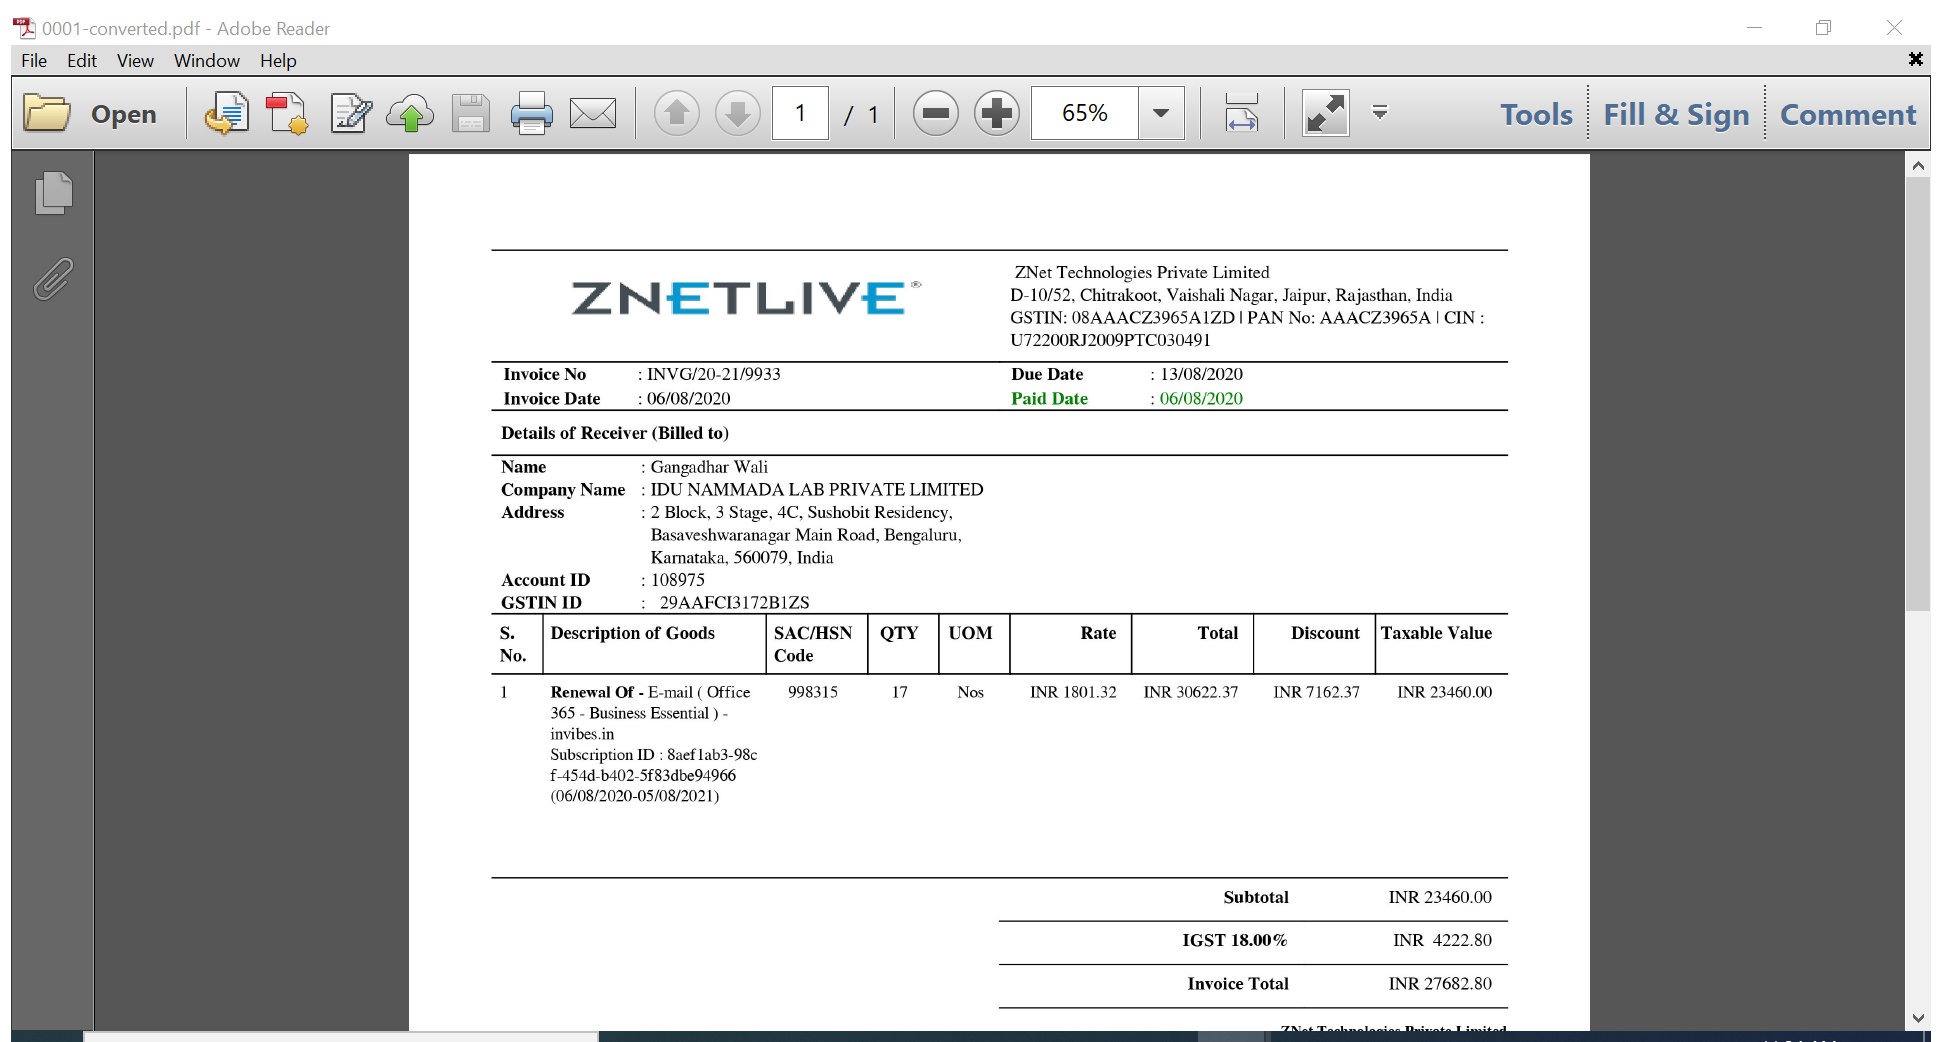 0001-converted.pdf - Adobe Reader
File Edit View Window Help
Open 1 / 1 65% Tools Fill & Sign Comment
ZNETLIVE®
ZNet Technologies Private Limited
D-10/52, Chitrakoot, Vaishali Nagar, Jaipur, Rajasthan, India
GSTIN: 08AAACZ3965A1ZD | PAN No: AAACZ3965A | CIN :
U72200RJ2009PTC030491
Invoice No : INVG/20-21/9933 Due Date : 13/08/2020
Invoice Date : 06/08/2020 Paid Date : 06/08/2020
Details of Receiver (Billed to)
Name : Gangadhar Wali
Company Name : IDU NAMMADA LAB PRIVATE LIMITED
Address : 2 Block, 3 Stage, 4C, Sushobit Residency,
Basaveshwaranagar Main Road, Bengaluru,
Karnataka, 560079, India
Account ID : 108975
GSTIN ID : 29AAFCI3172B1ZS
S. Description of Goods SAC/HSN QTY UOM Rate Total Discount Taxable Value
No. Code
1 Renewal Of - E-mail ( Office 998315 17 Nos INR 1801.32 INR 30622.37 INR 7162.37 INR 23460.00
365 - Business Essential ) -
invibes.in
Subscription ID : 8aef1ab3-98c
f-454d-b402-5f83dbe94966
(06/08/2020-05/08/2021)
Subtotal INR 23460.00
IGST 18.00% INR 4222.80
Invoice Total INR 27682.80
ZNet Technologies Private Limited